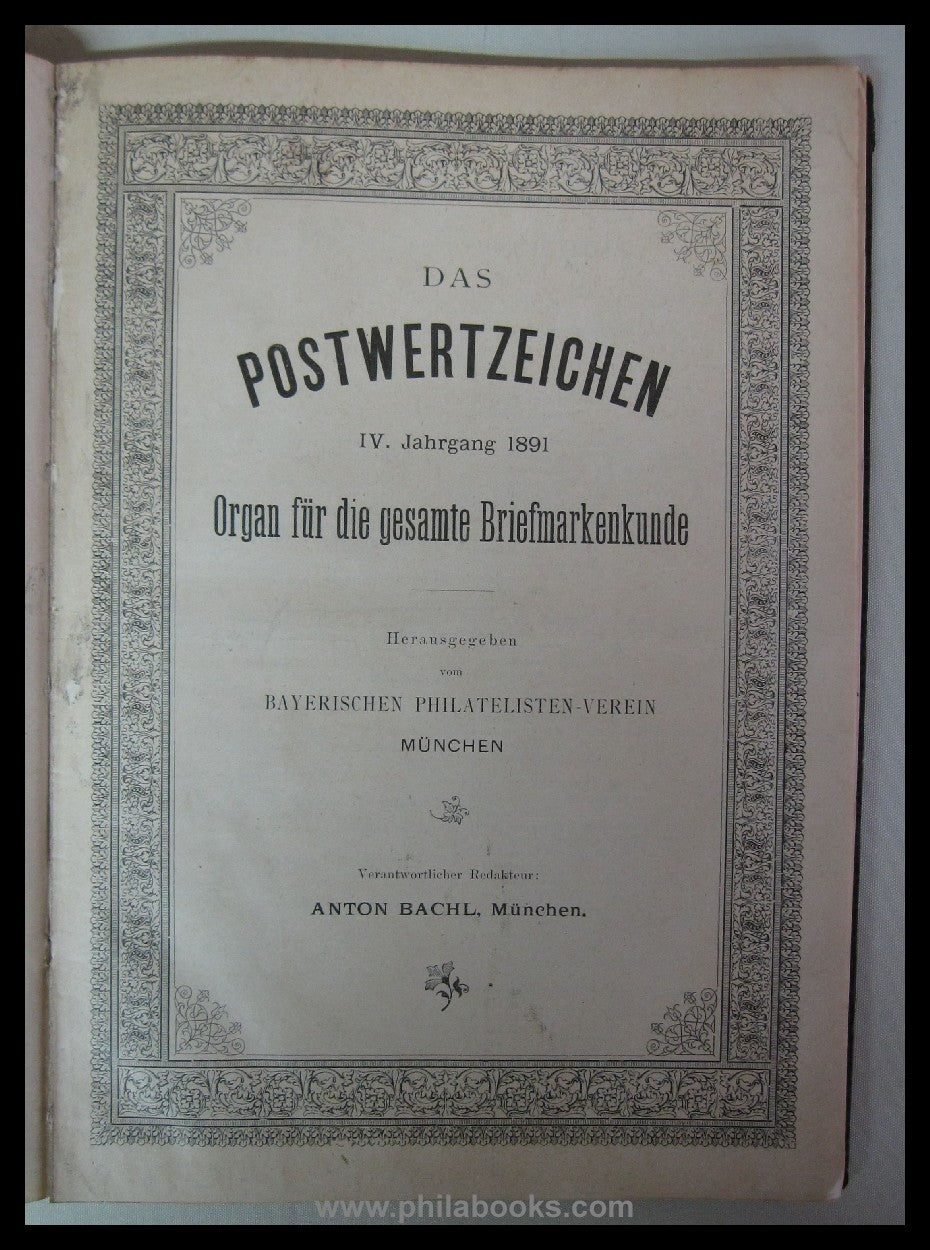 DAS
POSTWERTZEICHEN
IV. Jahrgang 1891
Organ für die gesamte Briefmarkenkunde
Herausgegeben
vom
BAYERISCHEN PHILATELISTEN-VEREIN
MÜNCHEN
Verantwortlicher Redakteur:
ANTON BACHL, München.
www.philabooks.com